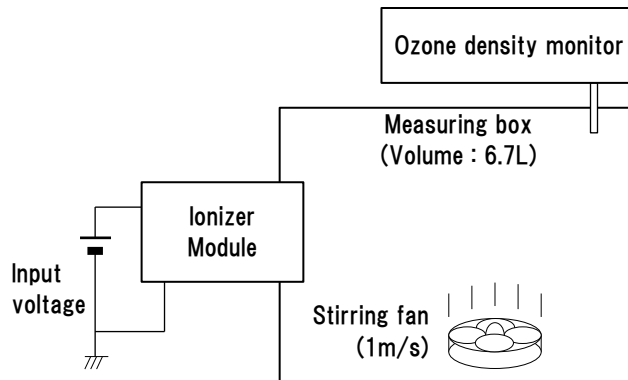 Ozone density monitor
Measuring box
(Volume : 6.7L)
Ionizer
Module
Input
voltage
Stirring fan
(1m/s)